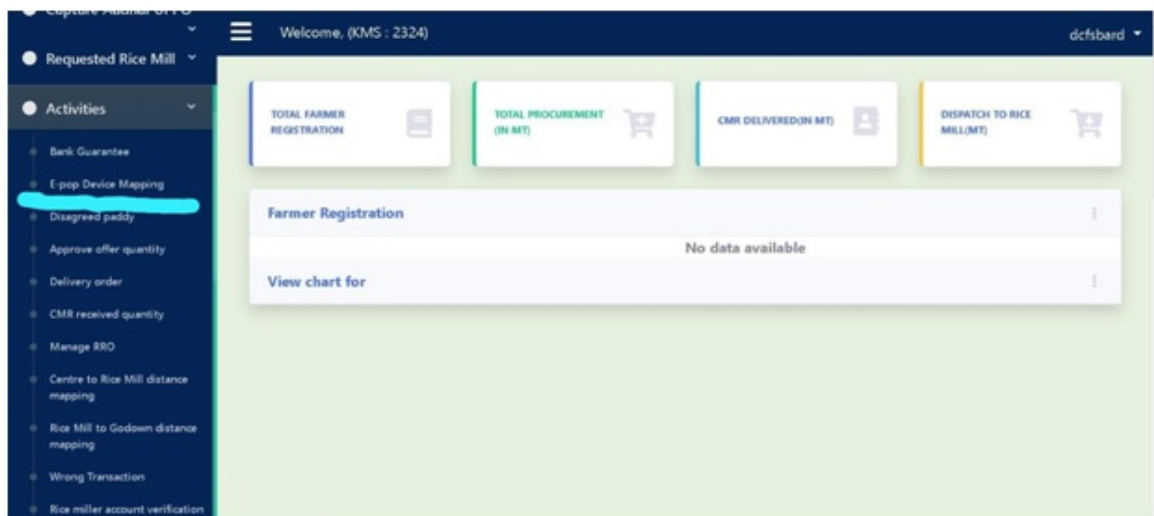 Welcome, (KMS : 2324)
dcfsbard
Requested Rice Mill
Activities
Bank Guarantee
E-pop Device Mapping
Disagreed paddy
Approve offer quantity
Delivery order
CMR received quantity
Manage RRO
Centre to Rice Mill distance
mapping
Rice Mill to Godown distance
mapping
Wrong Transaction
Rice miller account verification
TOTAL FARMER
REGISTRATION
TOTAL PROCUREMENT
(IN MT)
CMR DELIVERED(IN MT)
DISPATCH TO RICE
MILL(MT)
Farmer Registration
No data available
View chart for